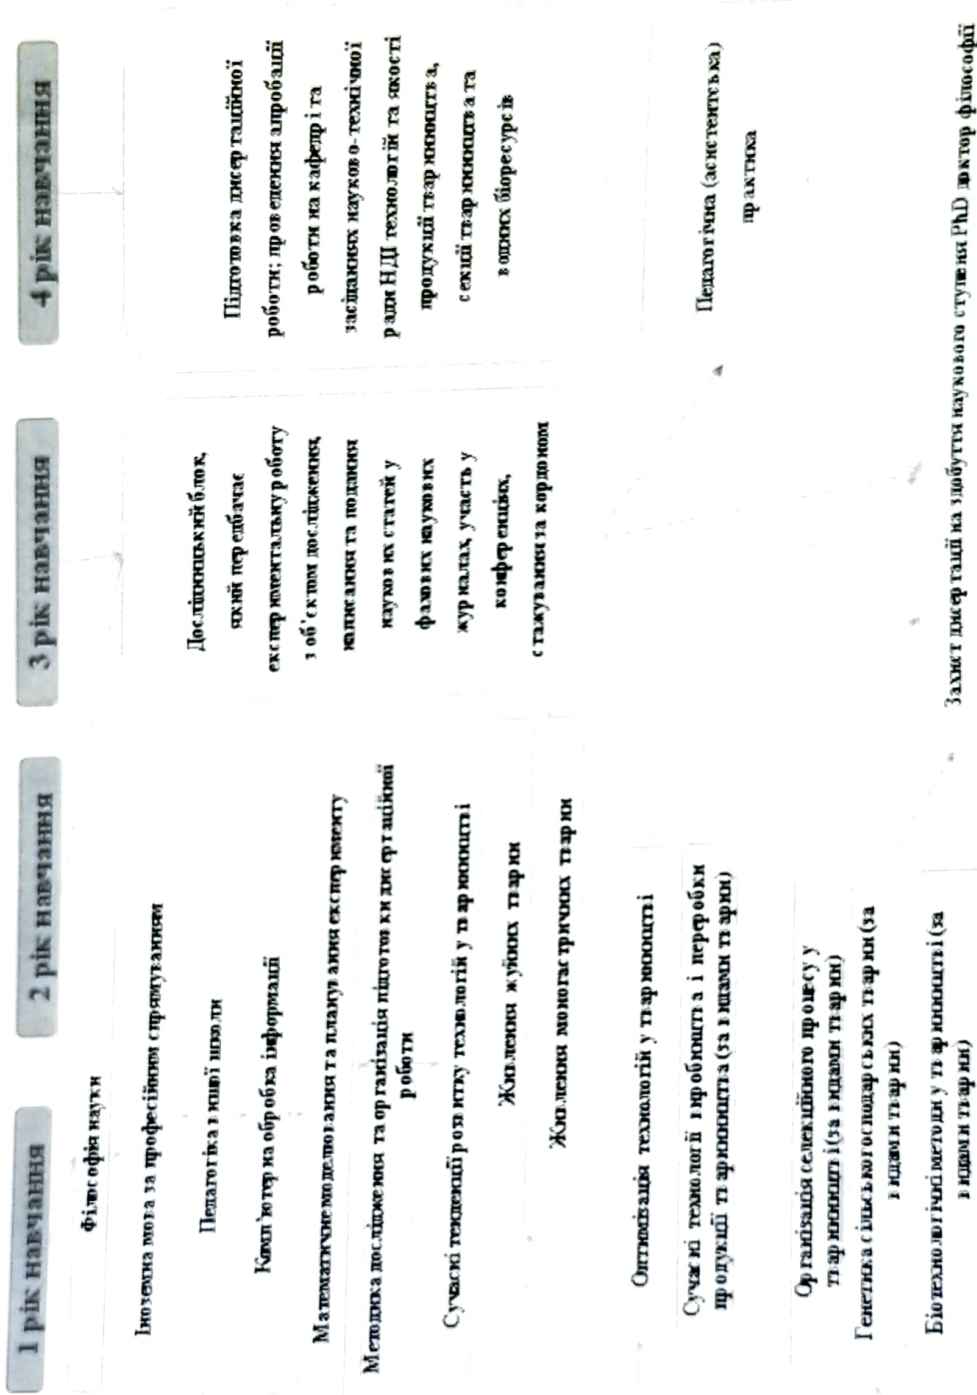 1 рік навчання
2 рік навчання
3 рік навчання
4 рік навчання
Філософія науки
Іноземна мова за професійним спрямуванням
Педагогіка вищої школи
Комп'ютерна обробка інформації
Математичне моделювання та планування експерименту
Методика дослідження та організація підготовки дисертаційної
роботи
Сучасні тенденції розвитку технологій у тваринництві
Живлення жуйних тварин
Живлення моногастричних тварин
Оптимізація технологій у тваринництві
Сучасні технології виробництва і переробки
продукції тваринництва (за видами тварин)
Організація селекційного процесу у
тваринництві (за видами тварин)
Генетика сільськогосподарських тварин (за
видами тварин)
Біотехнологічні методи у тваринництві (за
видами тварин)
Дослідницький блок,
який передбачає
експериментальну роботу
з об'єктом дослідження,
написання та подання
наукових статей у
фахових наукових
журналах, участь у
конференціях,
стажування за кордоном
Підготовка дисертаційної
роботи; проведення апробації
роботи на кафедрі та
засіданнях науково-технічної
ради НДІ технологій та якості
продукції тваринництва,
секції тваринництва та
водних біоресурсів
Педагогічна (асистентська)
практика
Захист дисертації на здобуття наукового ступеня PhD доктор філософії